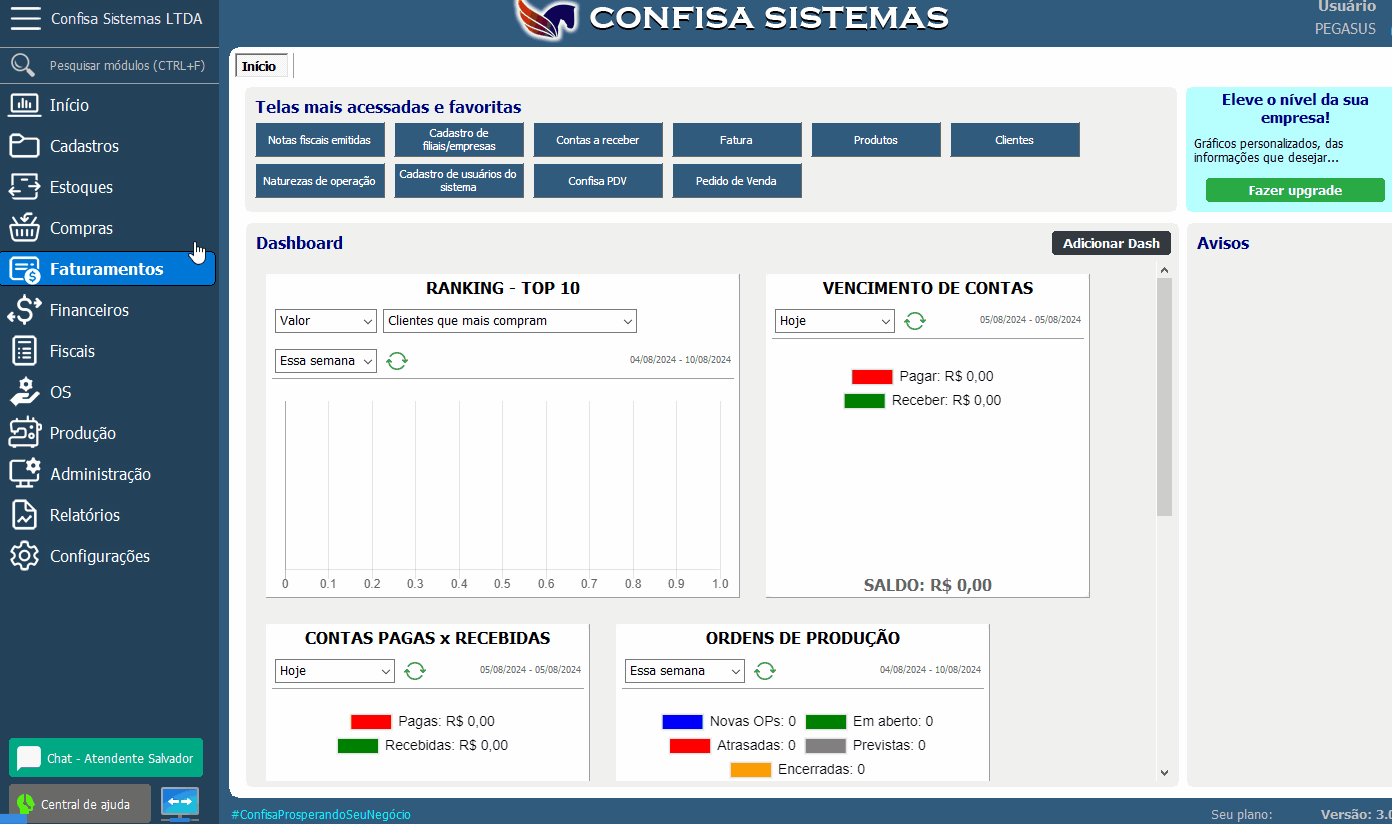 Confisa Sistemas LTDA
CONFISA SISTEMAS
Usuário
PEGASUS
Pesquisar módulos (CTRL+F)
Início
Cadastros
Estoques
Compras
Faturamentos
Financeiros
Fiscais
OS
Produção
Administração
Relatórios
Configurações
Chat - Atendente Salvador
Central de ajuda
Início
Telas mais acessadas e favoritas
Notas fiscais emitidas
Cadastro de
filiais/empresas
Contas a receber
Fatura
Produtos
Clientes
Naturezas de operação
Cadastro de usuários do
sistema
Confisa PDV
Pedido de Venda
Eleve o nível da sua
empresa!
Gráficos personalizados, das
informações que desejar...
Fazer upgrade
Dashboard
Adicionar Dash
Avisos
RANKING - TOP 10
Valor
Clientes que mais compram
Essa semana
04/08/2024 - 10/08/2024
0 0.1 0.2 0.3 0.4 0.5 0.6 0.7 0.8 0.9 1.0
VENCIMENTO DE CONTAS
Hoje
05/08/2024 - 05/08/2024
Pagar: R$ 0,00
Receber: R$ 0,00
SALDO: R$ 0,00
CONTAS PAGAS x RECEBIDAS
Hoje
05/08/2024 - 05/08/2024
Pagas: R$ 0,00
Recebidas: R$ 0,00
ORDENS DE PRODUÇÃO
Essa semana
04/08/2024 - 10/08/2024
Novas OPs: 0 Em aberto: 0
Atrasadas: 0 Previstas: 0
Encerradas: 0
#ConfisaProsperandoSeuNegócio
Seu plano:
Versão: 3.